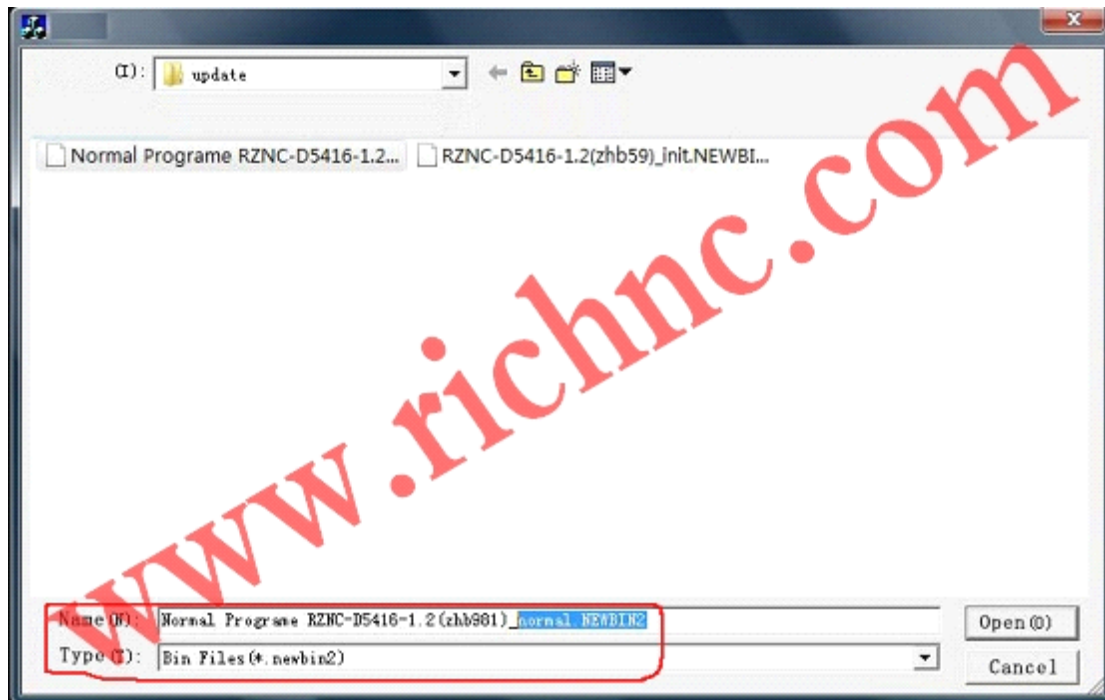 (I): update
Normal Programe RZNC-D5416-1.2... RZNC-D5416-1.2(zhb59)_init.NEWBI...
www.richnc.com
Name(N): Normal Programe RZNC-D5416-1.2(zhb981)_normal.NEWBIN2 Open(O)
Type(T): Bin Files(*.newbin2) Cancel